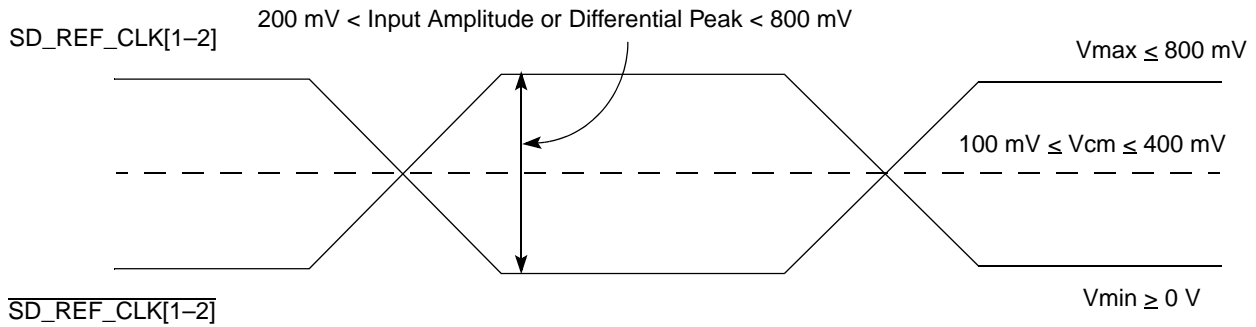 200 mV < Input Amplitude or Differential Peak < 800 mV
SD_REF_CLK[1–2]
Vmax ≤ 800 mV
100 mV ≤ Vcm ≤ 400 mV
Vmin ≥ 0 V
S̅D̅_̅R̅E̅F̅_̅C̅L̅K̅[̅1̅–̅2̅]̅